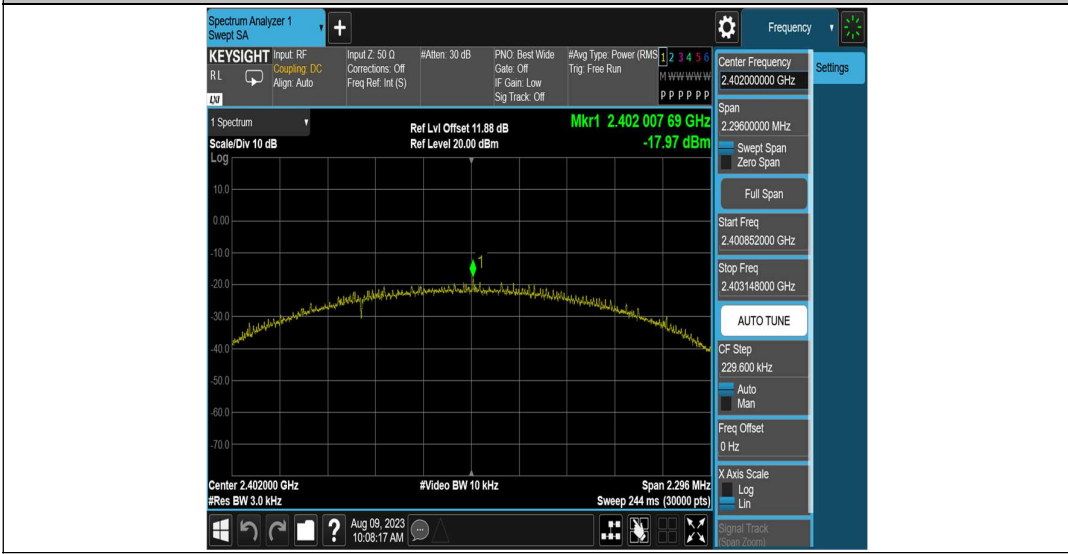 Spectrum Analyzer 1
Swept SA
+
Frequency
KEYSIGHT
RL
LXI
Input: RF
Coupling: DC
Align: Auto
Input Z: 50 Ω
Corrections: Off
Freq Ref: Int (S)
#Atten: 30 dB
PNO: Best Wide
Gate: Off
IF Gain: Low
Sig Track: Off
#Avg Type: Power (RMS
Trig: Free Run
1 2 3 4 5 6
M W W W W W
P P P P P P
Center Frequency
2.402000000 GHz
Settings
Span
2.29600000 MHz
Swept Span
Zero Span
Full Span
Start Freq
2.400852000 GHz
Stop Freq
2.403148000 GHz
AUTO TUNE
CF Step
229.600 kHz
Auto
Man
Freq Offset
0 Hz
X Axis Scale
Log
Lin
Signal Track
(Span Zoom)
1 Spectrum
Scale/Div 10 dB
Log
Ref Lvl Offset 11.88 dB
Ref Level 20.00 dBm
Mkr1 2.402 007 69 GHz
-17.97 dBm
10.0
0.00
-10.0
-20.0
-30.0
-40.0
-50.0
-60.0
-70.0
1
Center 2.402000 GHz
#Res BW 3.0 kHz
#Video BW 10 kHz
Span 2.296 MHz
Sweep 244 ms (30000 pts)
?
Aug 09, 2023
10:08:17 AM